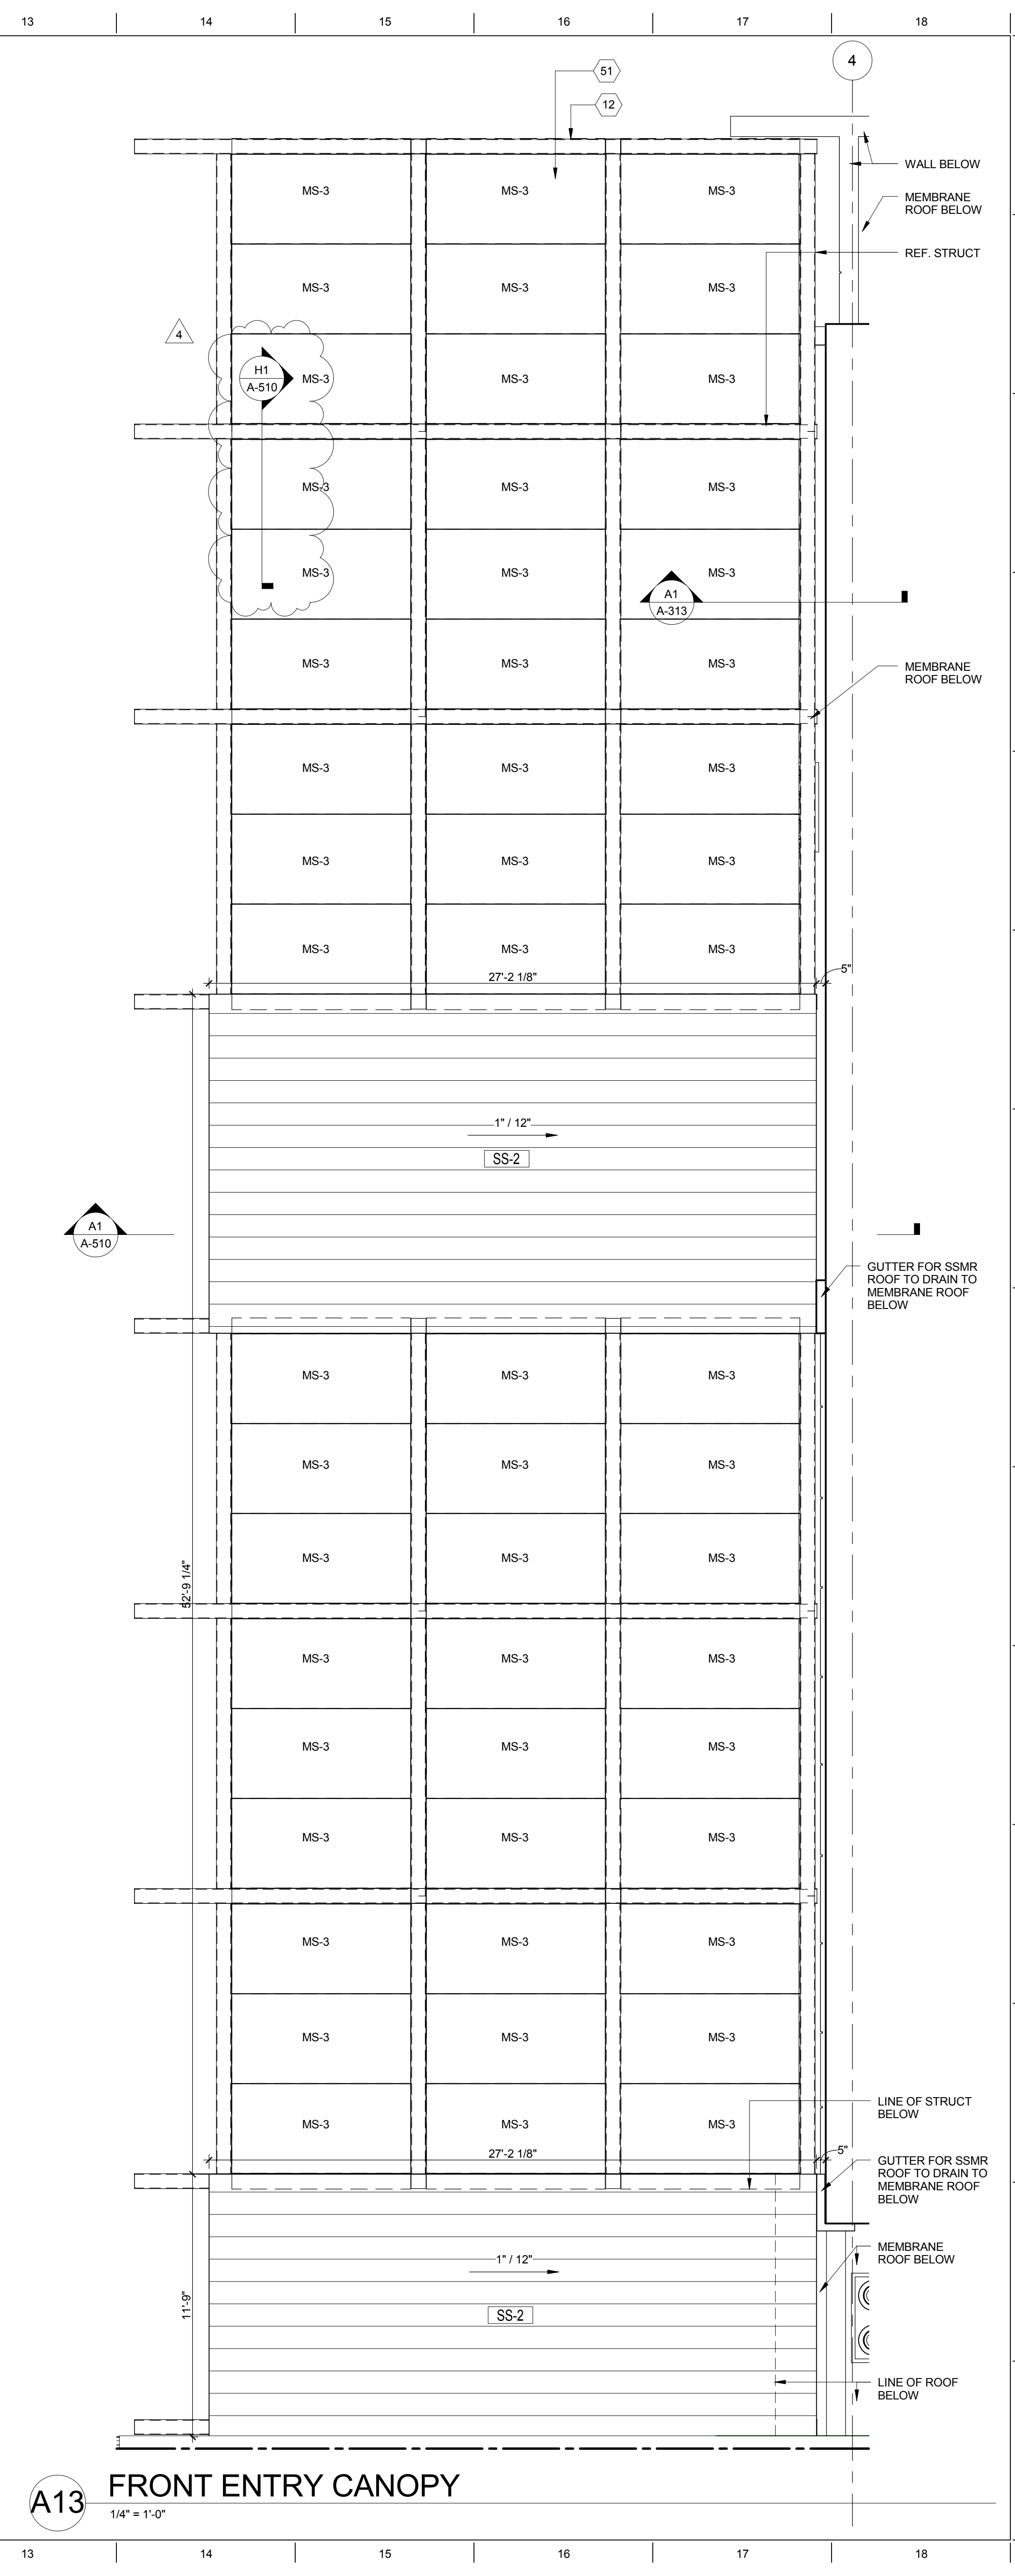 13 14 15 16 17 18
4
51
12
WALL BELOW
MS-3 MS-3 MS-3
MEMBRANE
ROOF BELOW
REF. STRUCT
MS-3 MS-3 MS-3
4
H1
A-510
MS-3 MS-3 MS-3
MS-3 MS-3 MS-3
MS-3 MS-3 MS-3
A1
A-313
MS-3 MS-3 MS-3
MEMBRANE
ROOF BELOW
MS-3 MS-3 MS-3
MS-3 MS-3 MS-3
MS-3 MS-3 MS-3
27'-2 1/8" 5"
1" / 12"
SS-2
A1
A-510
GUTTER FOR SSMR
ROOF TO DRAIN TO
MEMBRANE ROOF
BELOW
MS-3 MS-3 MS-3
MS-3 MS-3 MS-3
MS-3 MS-3 MS-3
52'-9 1/4"
MS-3 MS-3 MS-3
MS-3 MS-3 MS-3
MS-3 MS-3 MS-3
MS-3 MS-3 MS-3
MS-3 MS-3 MS-3
LINE OF STRUCT
BELOW
MS-3 MS-3 MS-3
27'-2 1/8" 5"
GUTTER FOR SSMR
ROOF TO DRAIN TO
MEMBRANE ROOF
BELOW
MEMBRANE
ROOF BELOW
1" / 12"
11'-9"
SS-2
LINE OF ROOF
BELOW
A13
FRONT ENTRY CANOPY
1/4" = 1'-0"
13 14 15 16 17 18